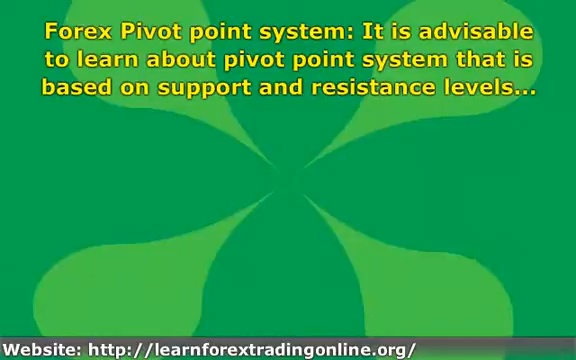 Forex Pivot point system: It is advisable
to learn about pivot point system that is
based on support and resistance levels...
Website: http://learnforextradingonline.org/